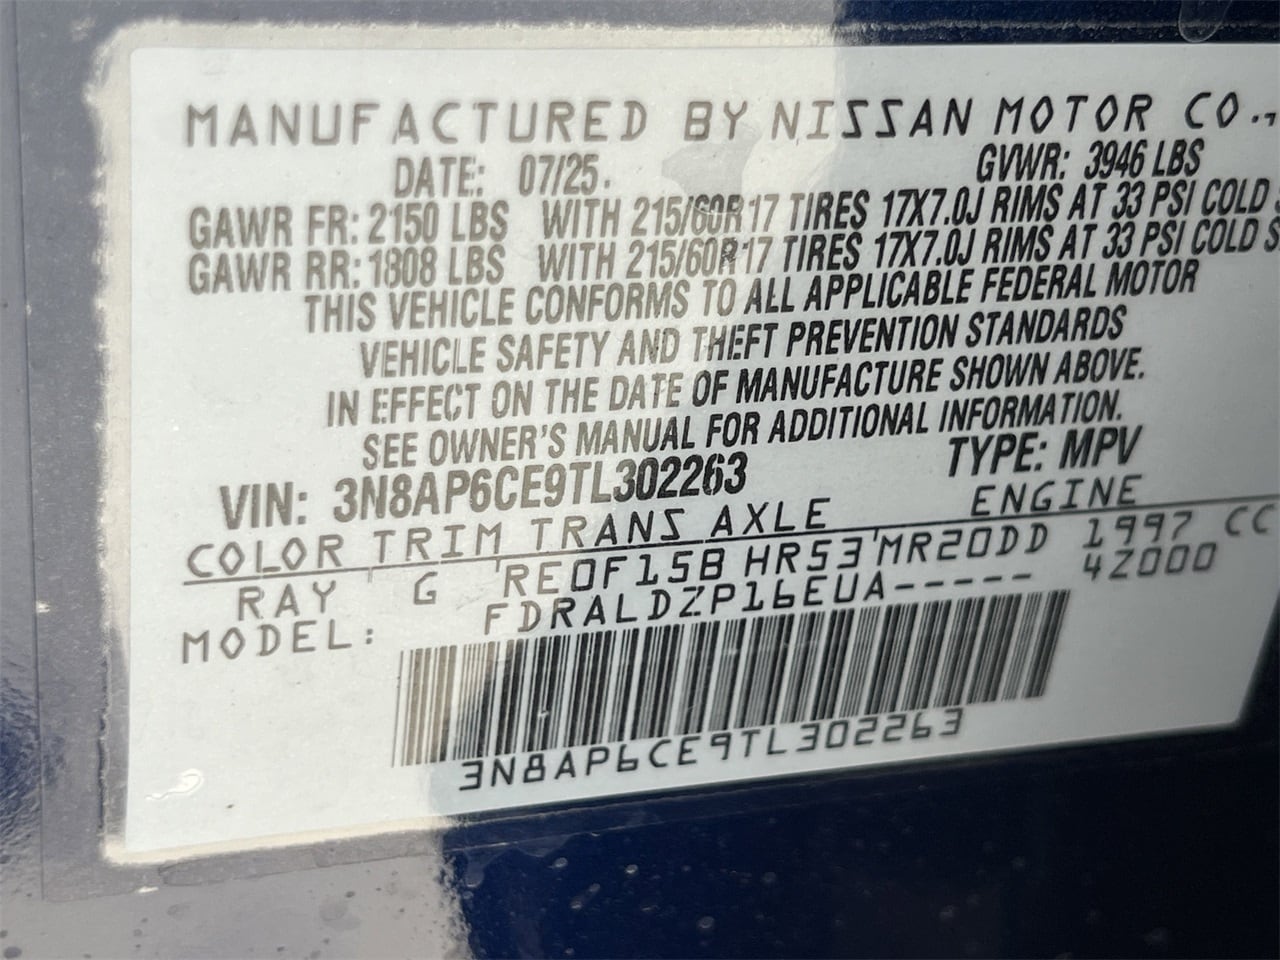 MANUFACTURED BY NISSAN MOTOR CO.,
DATE: 07/25. GVWR: 3946 LBS
GAWR FR: 2150 LBS WITH 215/60R17 TIRES 17X7.0J RIMS AT 33 PSI COLD
GAWR RR: 1808 LBS WITH 215/60R17 TIRES 17X7.0J RIMS AT 33 PSI COLD S
THIS VEHICLE CONFORMS TO ALL APPLICABLE FEDERAL MOTOR
VEHICLE SAFETY AND THEFT PREVENTION STANDARDS
IN EFFECT ON THE DATE OF MANUFACTURE SHOWN ABOVE.
SEE OWNER'S MANUAL FOR ADDITIONAL INFORMATION.
VIN: 3N8AP6CE9TL302263 TYPE: MPV
COLOR TRIM TRANS AXLE ENGINE
RAY G RE0F15B HR53 MR20DD 1997 CC
MODEL: FDRALDZP16EUA----- 4Z000
3N8AP6CE9TL302263